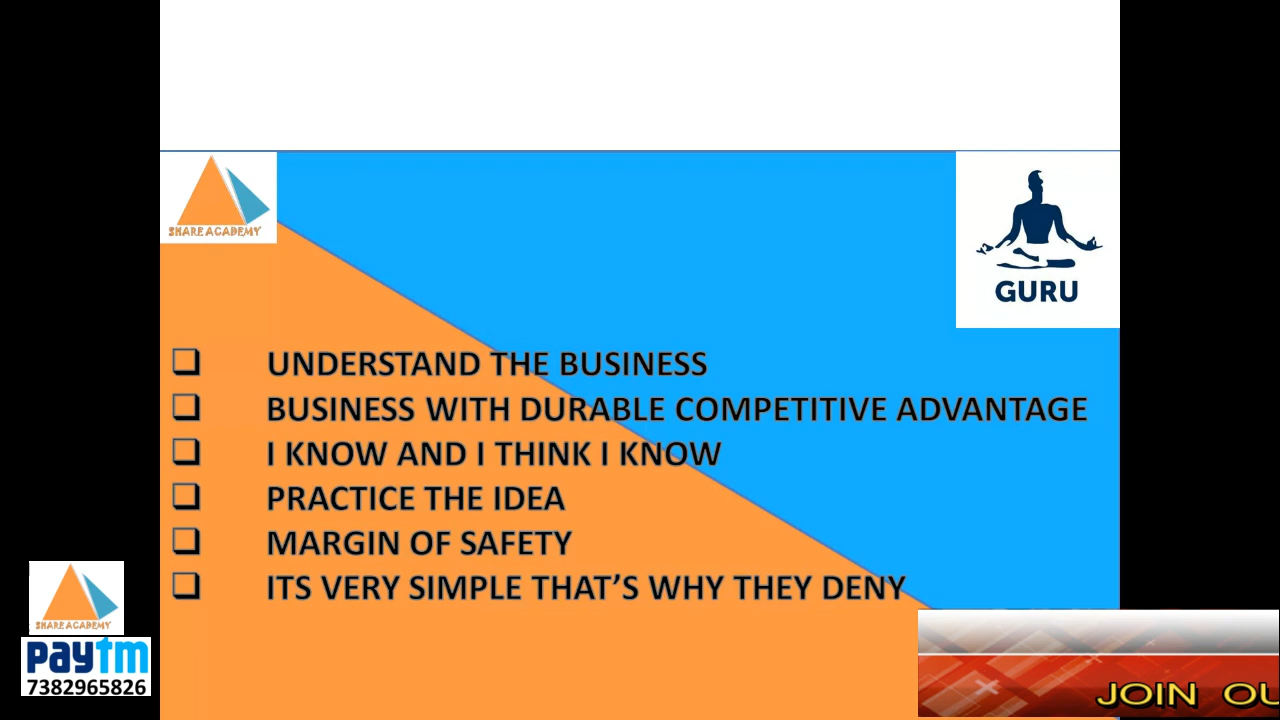 SHARE ACADEMY
GURU
UNDERSTAND THE BUSINESS
BUSINESS WITH DURABLE COMPETITIVE ADVANTAGE
I KNOW AND I THINK I KNOW
PRACTICE THE IDEA
MARGIN OF SAFETY
ITS VERY SIMPLE THAT'S WHY THEY DENY
SHARE ACADEMY
paytm
7382965826
JOIN OU